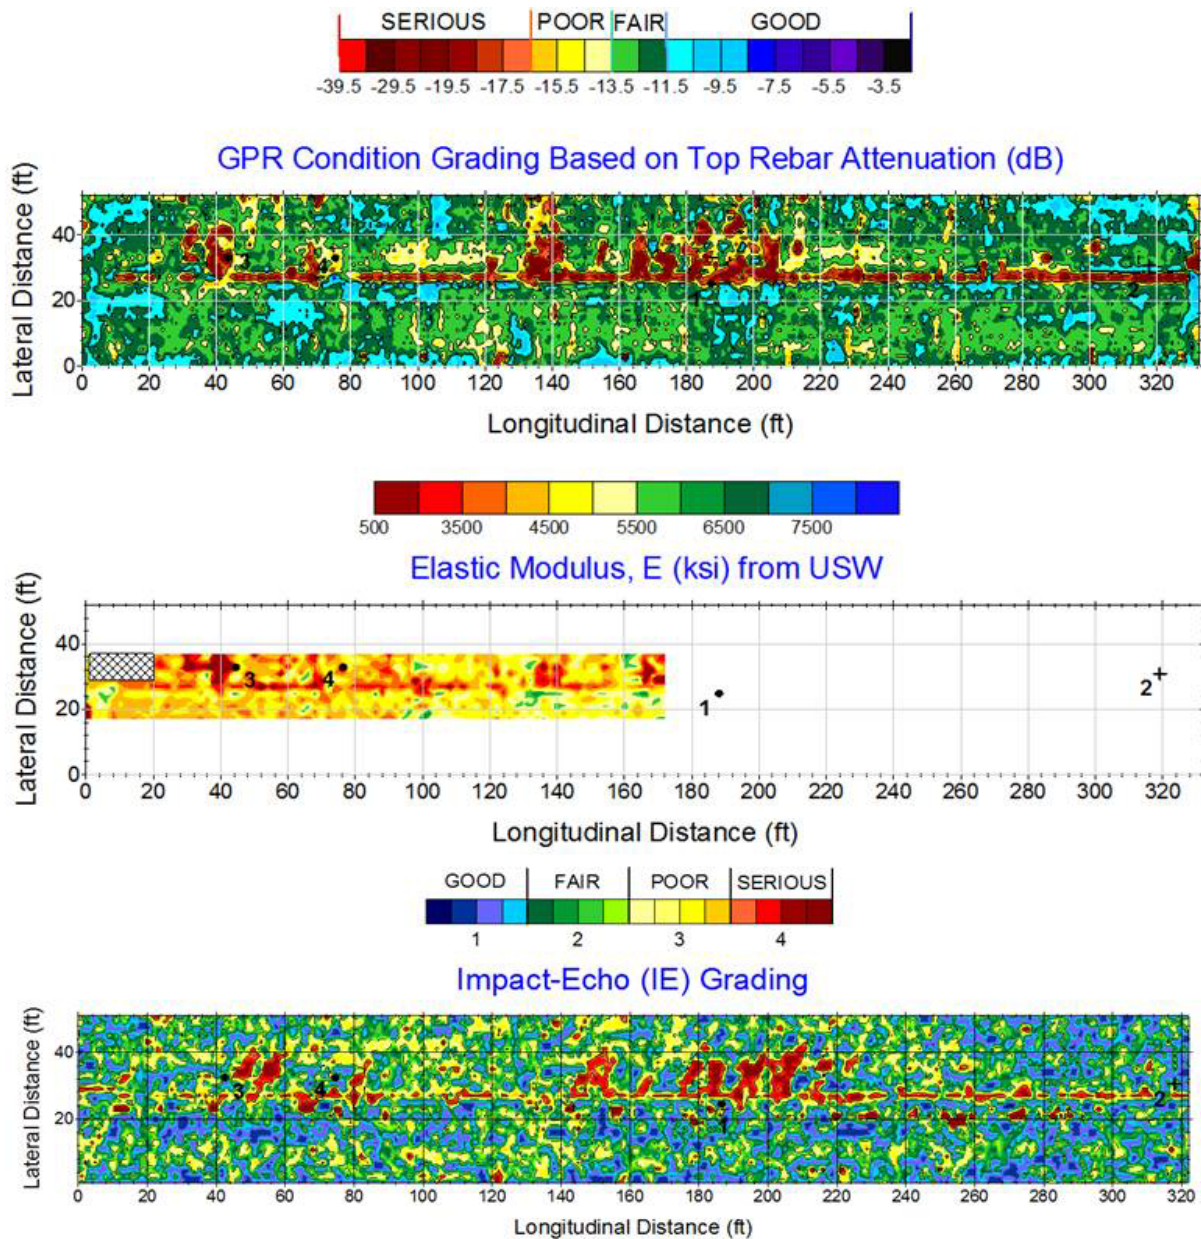 SERIOUS POOR FAIR GOOD
-39.5 -29.5 -19.5 -17.5 -15.5 -13.5 -11.5 -9.5 -7.5 -5.5 -3.5
GPR Condition Grading Based on Top Rebar Attenuation (dB)
Lateral Distance (ft)
40
20
0
3
4
1
2
0 20 40 60 80 100 120 140 160 180 200 220 240 260 280 300 320
Longitudinal Distance (ft)
500 3500 4500 5500 6500 7500
Elastic Modulus, E (ksi) from USW
Lateral Distance (ft)
40
20
0
3
4
1
2
0 20 40 60 80 100 120 140 160 180 200 220 240 260 280 300 320
Longitudinal Distance (ft)
GOOD FAIR POOR SERIOUS
1 2 3 4
Impact-Echo (IE) Grading
Lateral Distance (ft)
40
20
3
4
1
2
0 20 40 60 80 100 120 140 160 180 200 220 240 260 280 300 320
Longitudinal Distance (ft)